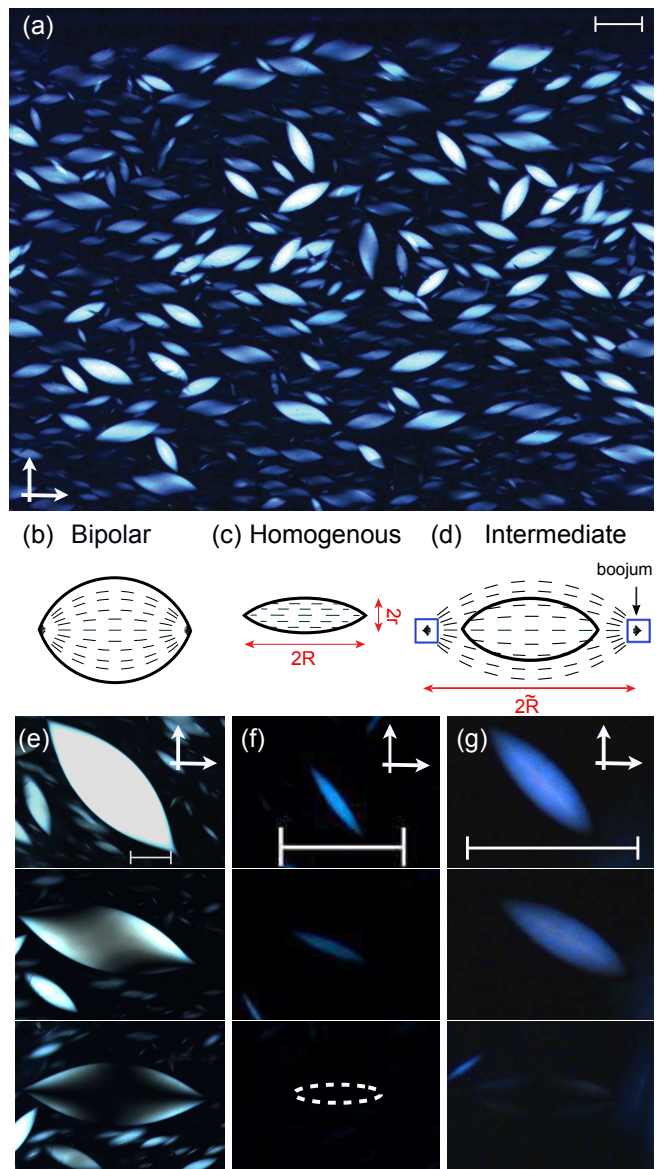 (a)
(b) Bipolar
(c) Homogenous
(d) Intermediate
boojum
2r
2R
2R̃
(e)
(f)
(g)